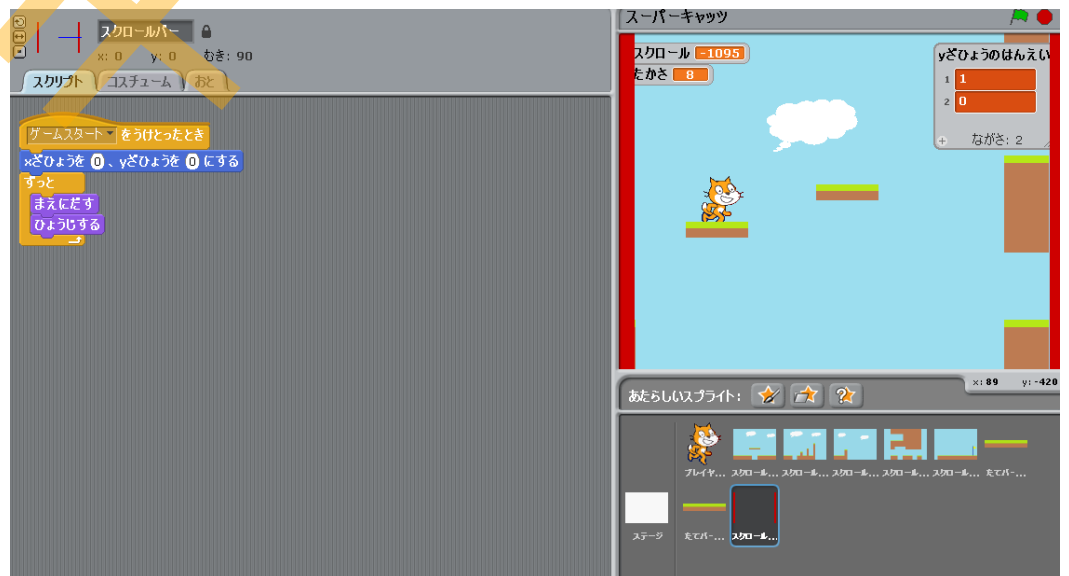 スクロールバー
x: 0 y: 0 むき: 90
スクリプト コスチューム おと
ゲームスタート をうけとったとき
xざひょうを 0 、yざひょうを 0 にする
ずっと
まえにだす
ひょうじする
スーパーキャッツ
スクロール -1095
たかさ 8
yざひょうのはんえい
1 1
2 0
+ ながさ: 2
x: 89 y: -420
あたらしいスプライト:
プレイヤ... スクロール... スクロール... スクロール... スクロール... スクロール... たてバー...
ステージ たてバー... スクロール...